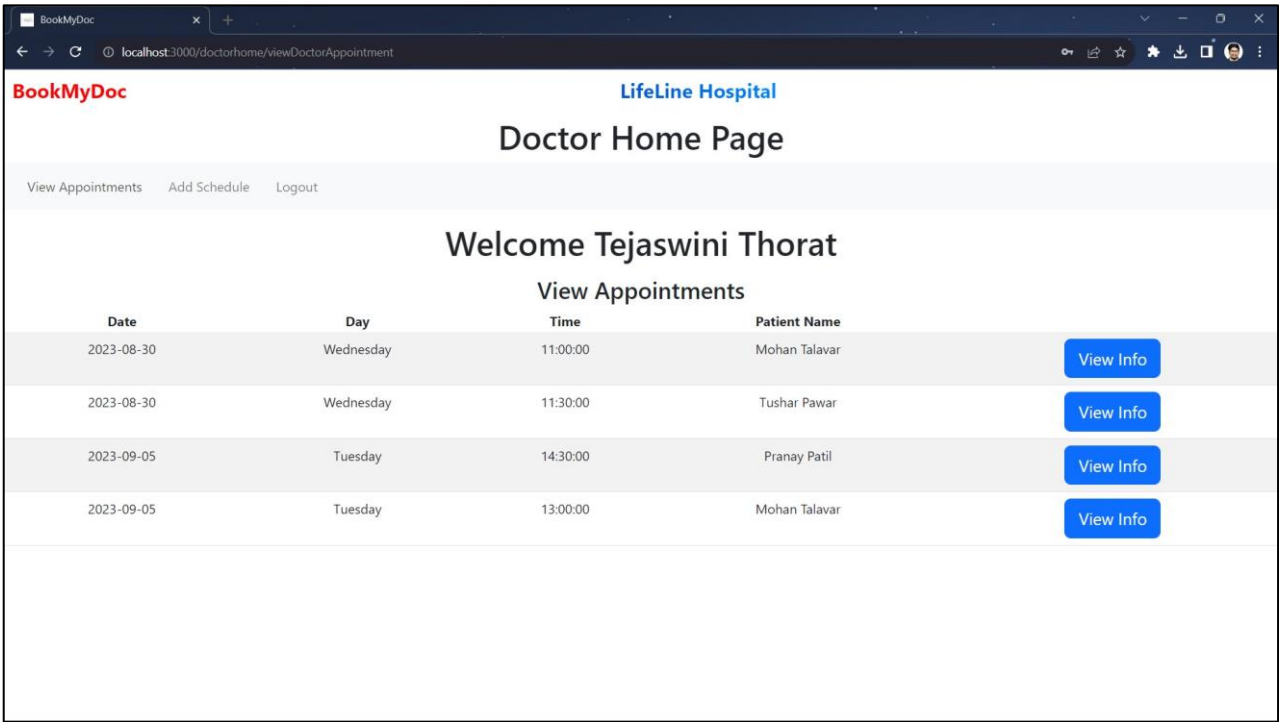 BookMyDoc
localhost:3000/doctorhome/viewDoctorAppointment
BookMyDoc LifeLine Hospital
Doctor Home Page
View Appointments Add Schedule Logout
Welcome Tejaswini Thorat
View Appointments
Date Day Time Patient Name
2023-08-30 Wednesday 11:00:00 Mohan Talavar View Info
2023-08-30 Wednesday 11:30:00 Tushar Pawar View Info
2023-09-05 Tuesday 14:30:00 Pranay Patil View Info
2023-09-05 Tuesday 13:00:00 Mohan Talavar View Info